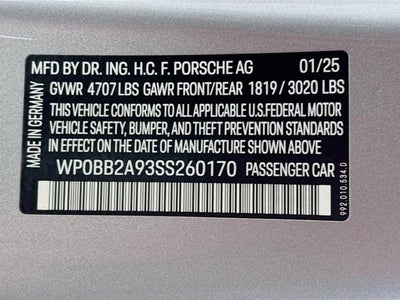 MFD BY DR. ING. H.C. F. PORSCHE AG 01/25
GVWR 4707 LBS GAWR FRONT/REAR 1819 / 3020 LBS
THIS VEHICLE CONFORMS TO ALL APPLICABLE U.S.FEDERAL MOTOR
VEHICLE SAFETY, BUMPER, AND THEFT PREVENTION STANDARDS
IN EFFECT ON THE DATE OF MANUFACTURE SHOWN ABOVE
WP0BB2A93SS260170 PASSENGER CAR
MADE IN GERMANY
992.010.534.0